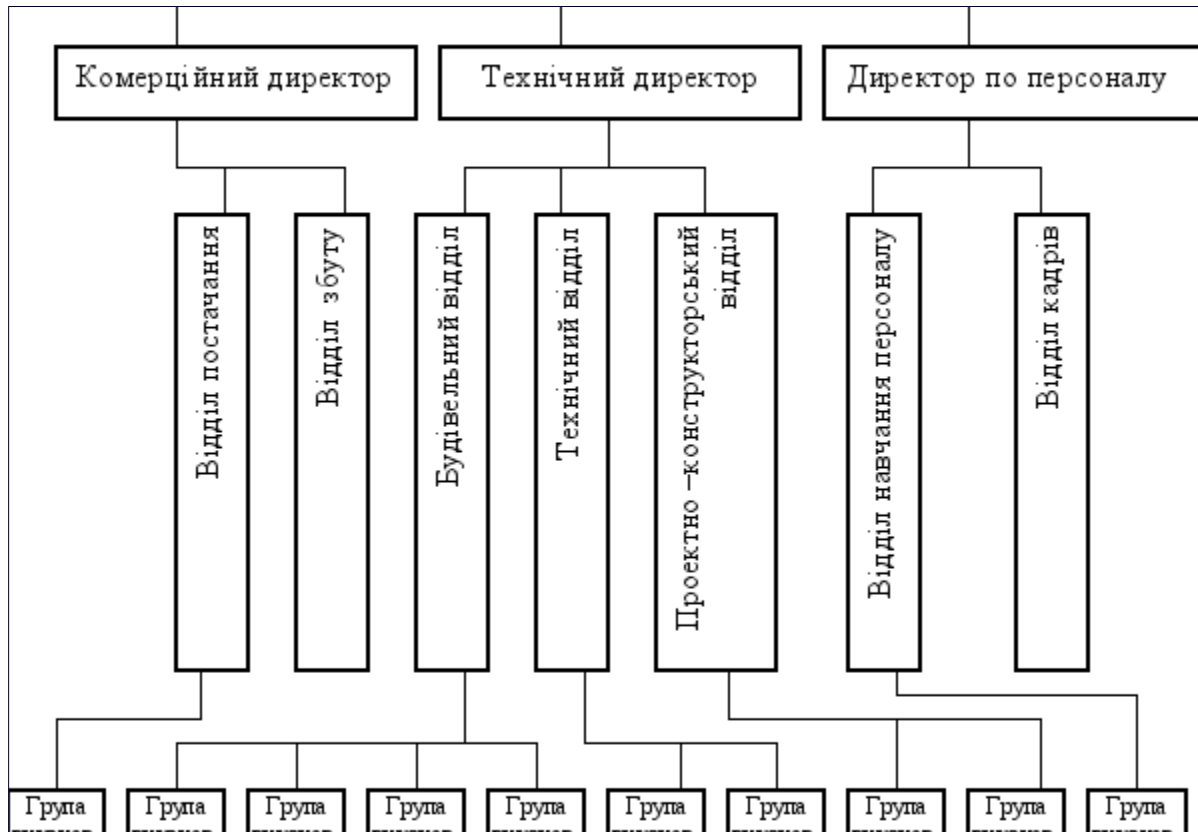 Комерційний директор
Технічний директор
Директор по персоналу
Відділ постачання
Відділ збуту
Будівельний відділ
Технічний відділ
Проектно –конструкторський
відділ
Відділ навчання персоналу
Відділ кадрів
Група
Група
Група
Група
Група
Група
Група
Група
Група
Група